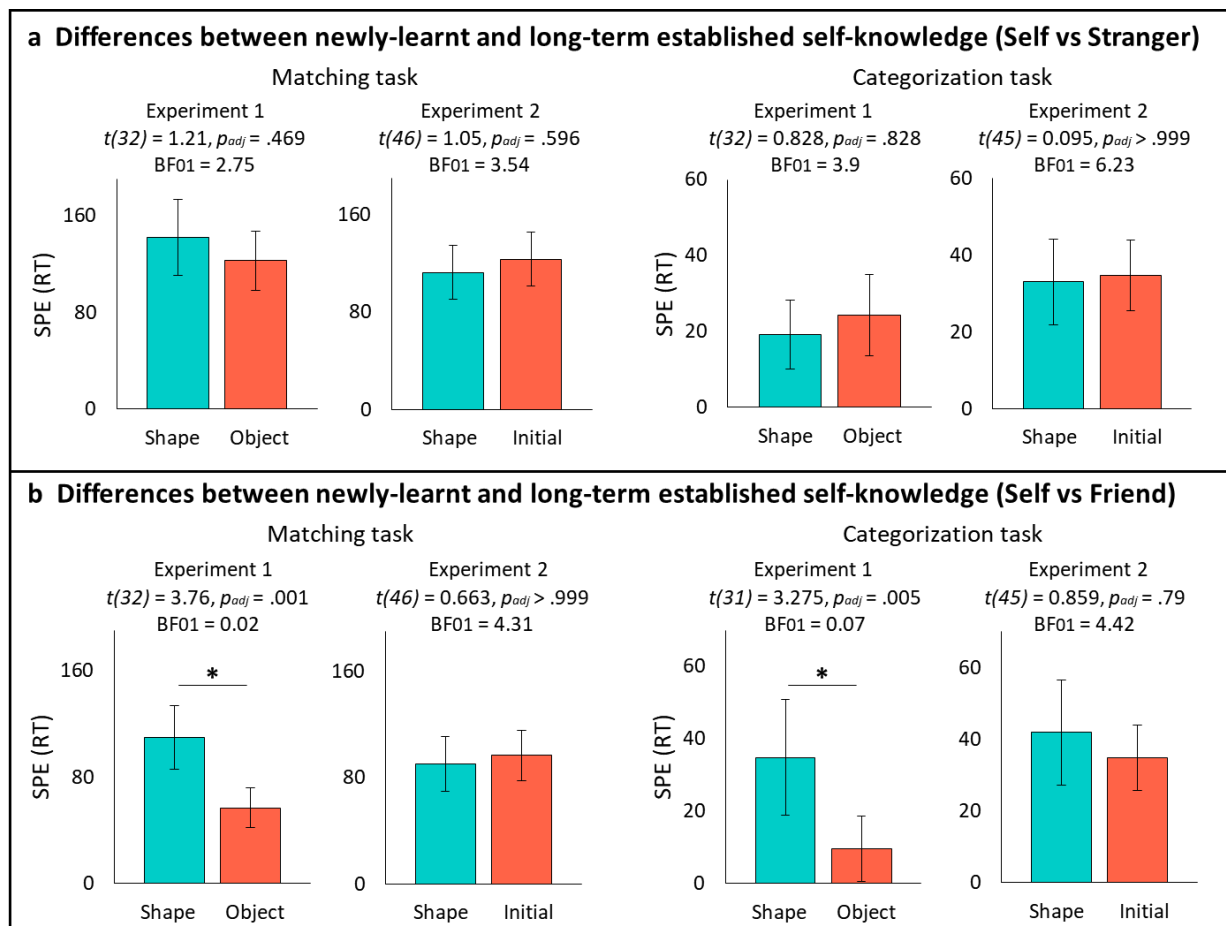 a Differences between newly-learnt and long-term established self-knowledge (Self vs Stranger)
Matching task
Experiment 1
t(32) = 1.21, padj = .469
BF01 = 2.75
SPE (RT)
160
80
0
Shape Object
Experiment 2
t(46) = 1.05, padj = .596
BF01 = 3.54
160
80
0
Shape Initial
Categorization task
Experiment 1
t(32) = 0.828, padj = .828
BF01 = 3.9
60
40
20
0
Shape Object
Experiment 2
t(45) = 0.095, padj > .999
BF01 = 6.23
60
40
20
0
Shape Initial
b Differences between newly-learnt and long-term established self-knowledge (Self vs Friend)
Matching task
Experiment 1
t(32) = 3.76, padj = .001
BF01 = 0.02
SPE (RT)
160
80
0
*
Shape Object
Experiment 2
t(46) = 0.663, padj > .999
BF01 = 4.31
160
80
0
Shape Initial
Categorization task
Experiment 1
t(31) = 3.275, padj = .005
BF01 = 0.07
SPE (RT)
60
40
20
0
*
Shape Object
Experiment 2
t(45) = 0.859, padj = .79
BF01 = 4.42
60
40
20
0
Shape Initial